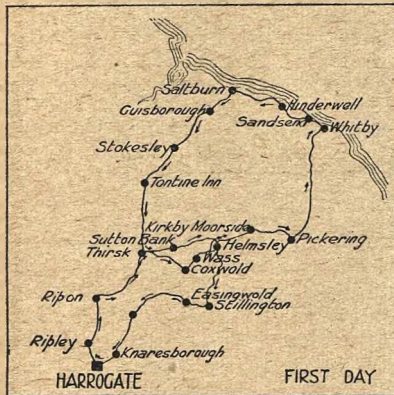 Saltburn
Hinderwell
Guisborough
Sandsend
Whitby
Stokesley
Tontine Inn
Kirkby Moorside
Sutton Bank
Helmsley
Pickering
Thirsk
Wass
Coxwold
Ripon
Easingwold
Stillington
Ripley
Knaresborough
HARROGATE
FIRST DAY